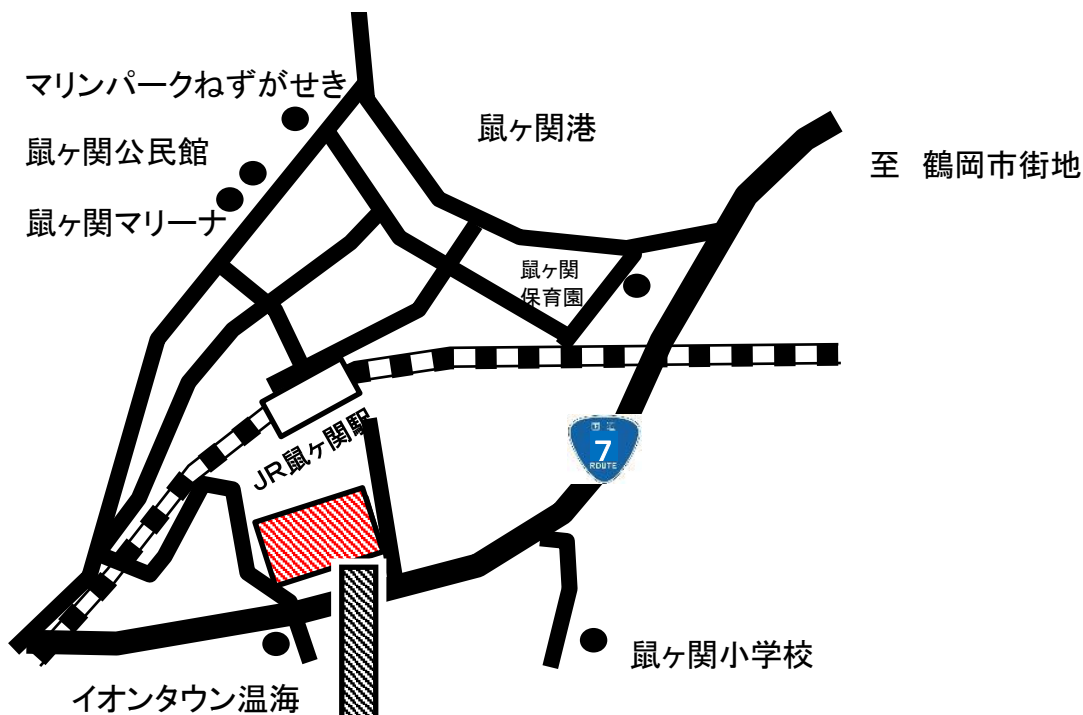 マリンパークねずがせき
鼠ヶ関港
鼠ヶ関公民館
至 鶴岡市街地
鼠ヶ関マリーナ
鼠ヶ関
保育園
JR鼠ヶ関駅
国道
7
ROUTE
鼠ヶ関小学校
イオンタウン温海